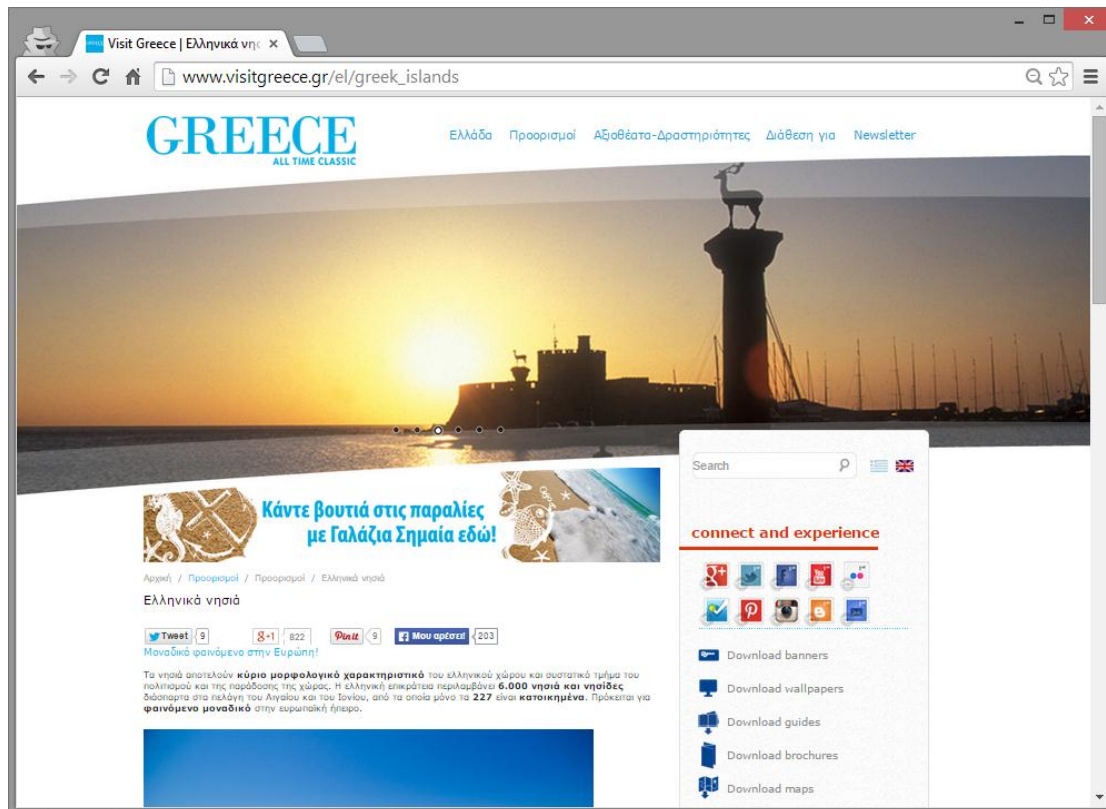 Visit Greece | Ελληνικά νησ
www.visitgreece.gr/el/greek_islands
GREECE
ALL TIME CLASSIC
Ελλάδα Προορισμοί Αξιοθέατα-Δραστηριότητες Διάθεση για Newsletter
Search
Κάντε βουτιά στις παραλίες
με Γαλάζια Σημαία εδώ!
connect and experience
Αρχική / Προορισμοί / Προορισμοί / Ελληνικά νησιά
Ελληνικά νησιά
Tweet 9 g+1 822 Pin it 9 Μου αρέσει! 203
Μοναδικό φαινόμενο στην Ευρώπη!
Τα νησιά αποτελούν κύριο μορφολογικό χαρακτηριστικό του ελληνικού χώρου και συστατικό τμήμα του
πολιτισμού και της παράδοσης της χώρας. Η ελληνική επικράτεια περιλαμβάνει 6.000 νησιά και νησίδες
διάσπαρτα στα πελάγη του Αιγαίου και του Ιονίου, από τα οποία μόνο τα 227 είναι κατοικημένα. Πρόκειται για
φαινόμενο μοναδικό στην ευρωπαϊκή ήπειρο.
Download banners
Download wallpapers
Download guides
Download brochures
Download maps